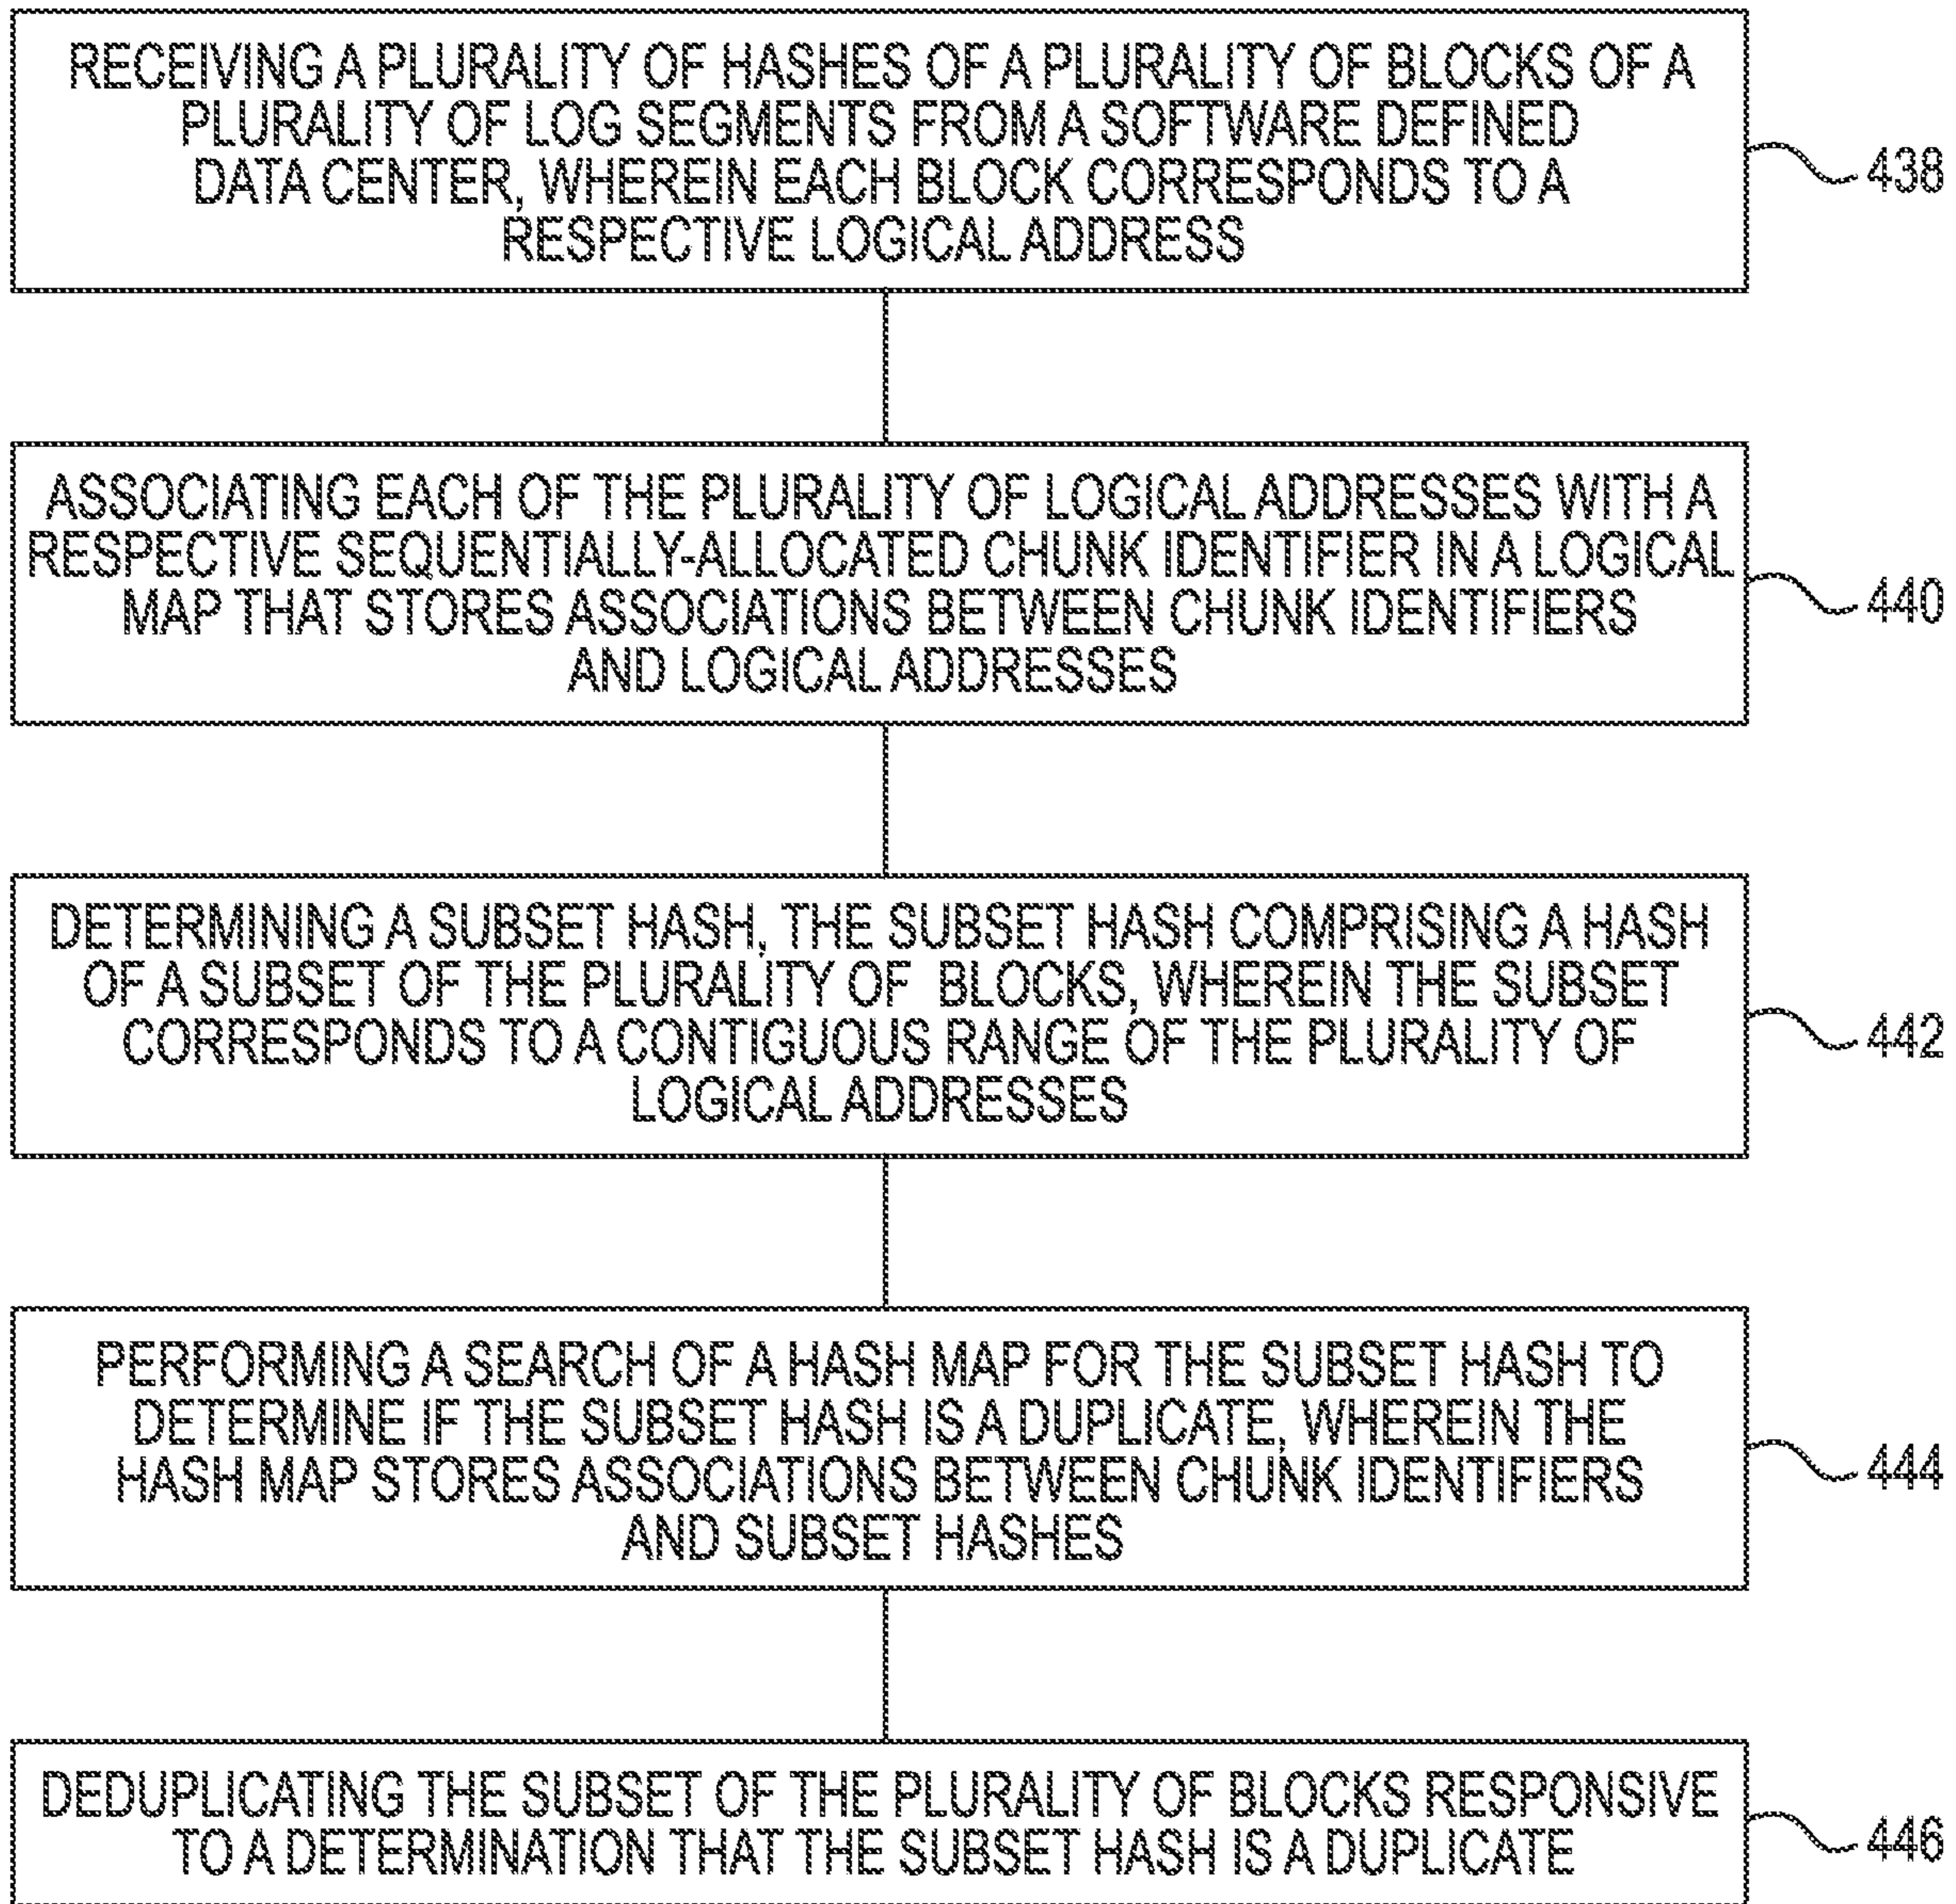 RECEIVING A PLURALITY OF HASHES OF A PLURALITY OF BLOCKS OF A
PLURALITY OF LOG SEGMENTS FROM A SOFTWARE DEFINED
DATA CENTER, WHEREIN EACH BLOCK CORRESPONDS TO A
RESPECTIVE LOGICAL ADDRESS
438
ASSOCIATING EACH OF THE PLURALITY OF LOGICAL ADDRESSES WITH A
RESPECTIVE SEQUENTIALLY-ALLOCATED CHUNK IDENTIFIER IN A LOGICAL
MAP THAT STORES ASSOCIATIONS BETWEEN CHUNK IDENTIFIERS
AND LOGICAL ADDRESSES
440
DETERMINING A SUBSET HASH, THE SUBSET HASH COMPRISING A HASH
OF A SUBSET OF THE PLURALITY OF BLOCKS, WHEREIN THE SUBSET
CORRESPONDS TO A CONTIGUOUS RANGE OF THE PLURALITY OF
LOGICAL ADDRESSES
442
PERFORMING A SEARCH OF A HASH MAP FOR THE SUBSET HASH TO
DETERMINE IF THE SUBSET HASH IS A DUPLICATE, WHEREIN THE
HASH MAP STORES ASSOCIATIONS BETWEEN CHUNK IDENTIFIERS
AND SUBSET HASHES
444
DEDUPLICATING THE SUBSET OF THE PLURALITY OF BLOCKS RESPONSIVE
TO A DETERMINATION THAT THE SUBSET HASH IS A DUPLICATE
446